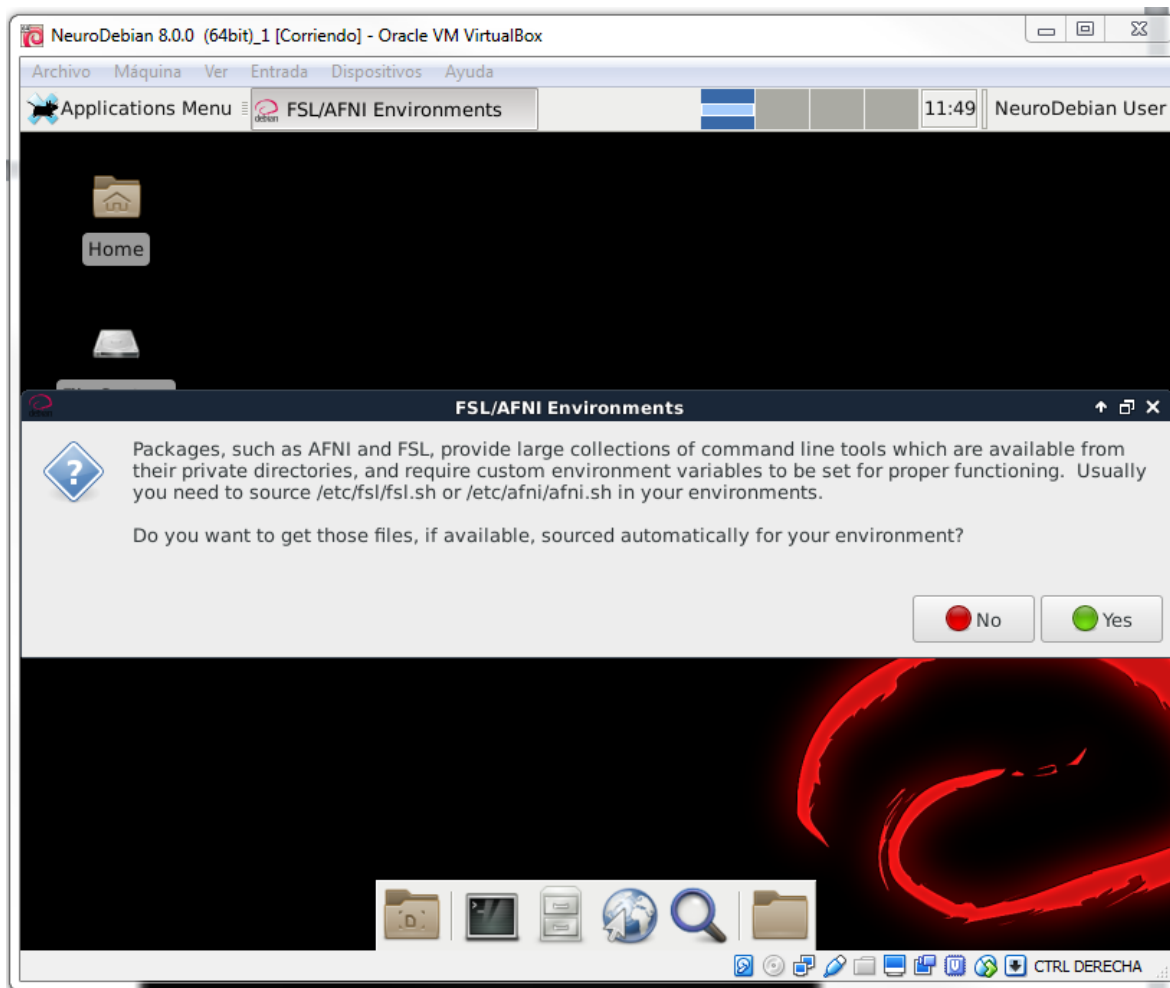 NeuroDebian 8.0.0 (64bit)_1 [Corriendo] - Oracle VM VirtualBox
Archivo Máquina Ver Entrada Dispositivos Ayuda
Applications Menu FSL/AFNI Environments 11:49 NeuroDebian User
Home
FSL/AFNI Environments
Packages, such as AFNI and FSL, provide large collections of command line tools which are available from
their private directories, and require custom environment variables to be set for proper functioning. Usually
you need to source /etc/fsl/fsl.sh or /etc/afni/afni.sh in your environments.
Do you want to get those files, if available, sourced automatically for your environment?
No Yes
CTRL DERECHA